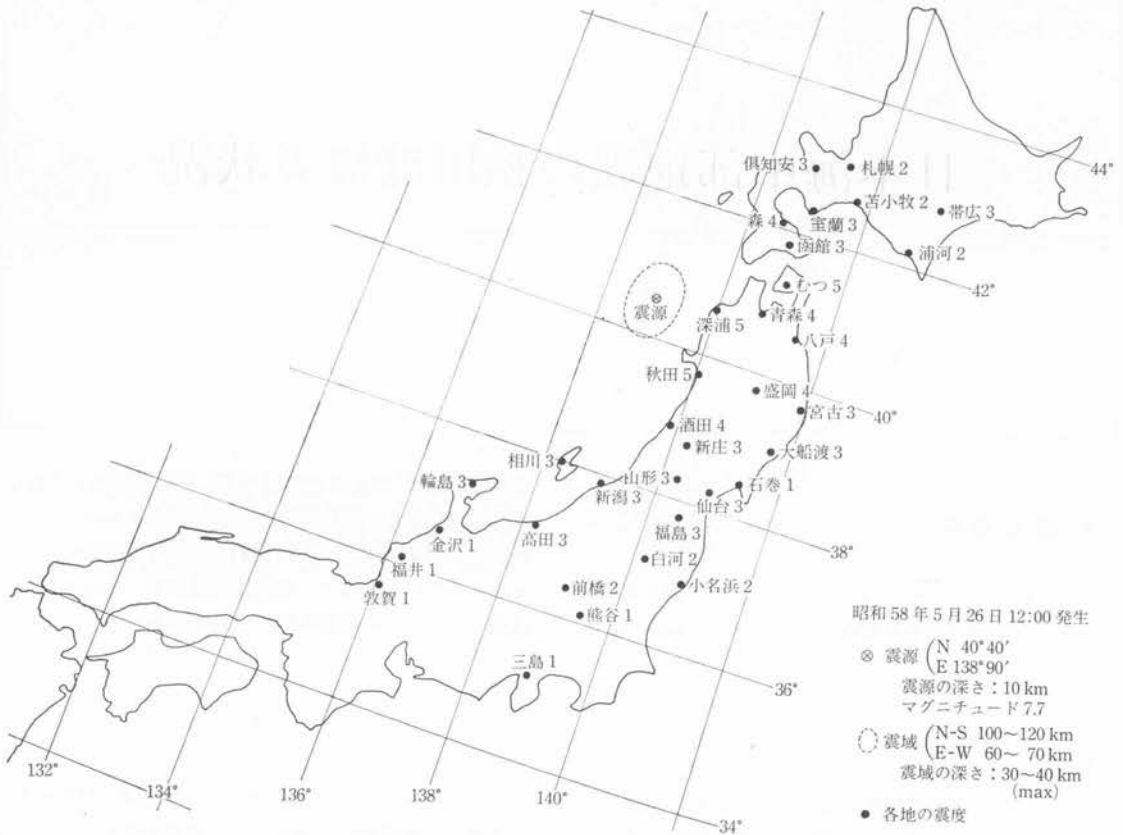 44°
倶知安 3
札幌 2
苫小牧 2
帯広 3
森 4
室蘭 3
函館 3
浦河 2
42°
むつ 5
震源
深浦 5
青森 4
八戸 4
秋田 5
盛岡 4
宮古 3
40°
酒田 4
新庄 3
大船渡 3
相川 3
輪島 3
新潟 3
山形 3
石巻 1
仙台 3
金沢 1
高田 3
福島 3
38°
福井 1
白河 2
敦賀 1
前橋 2
小名浜 2
熊谷 1
三島 1
36°
132°
134°
136°
138°
140°
34°
昭和 58 年 5 月 26 日 12:00 発生
⊗ 震源 (N 40°40′
E 138°90′
震源の深さ：10 km
マグニチュード 7.7
震域 (N-S 100〜120 km
E-W 60〜 70 km
震域の深さ：30〜40 km
(max)
● 各地の震度